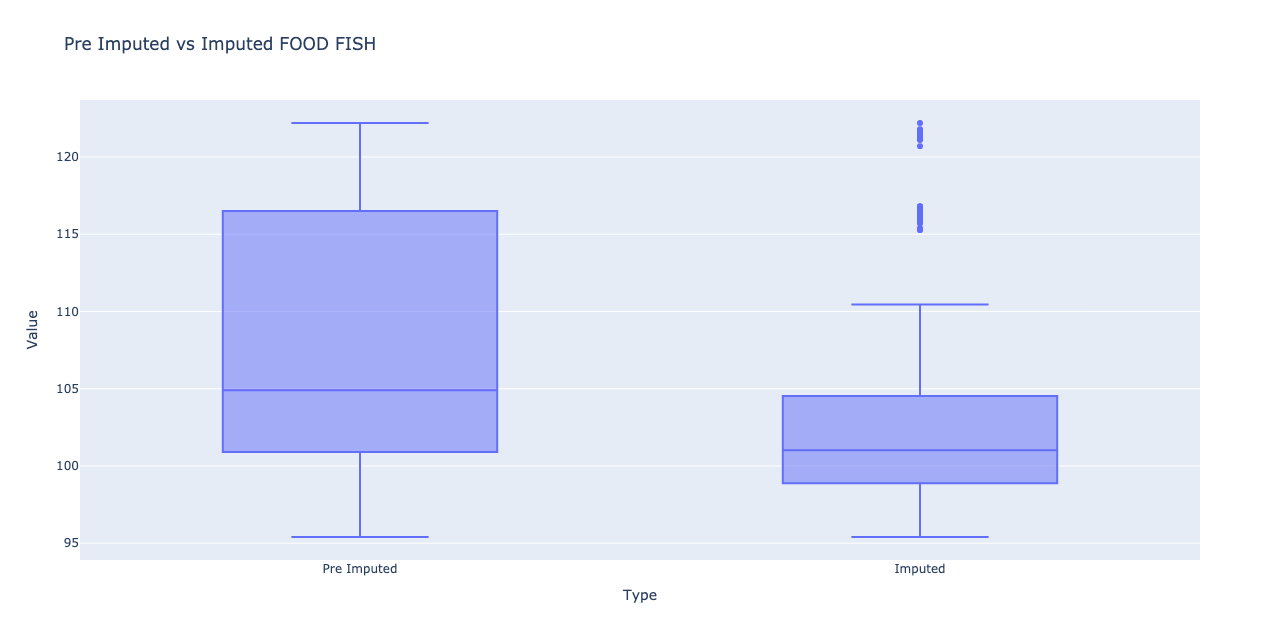 Pre Imputed vs Imputed FOOD FISH
Value
120
115
110
105
100
95
Pre Imputed
Imputed
Type